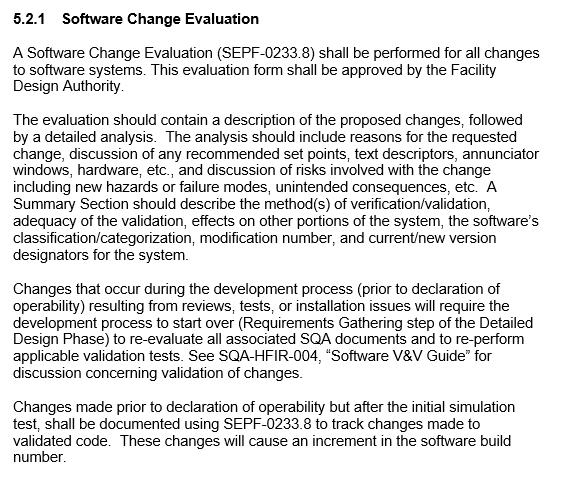 5.2.1 Software Change Evaluation
A Software Change Evaluation (SEPF-0233.8) shall be performed for all changes
to software systems. This evaluation form shall be approved by the Facility
Design Authority.
The evaluation should contain a description of the proposed changes, followed
by a detailed analysis. The analysis should include reasons for the requested
change, discussion of any recommended set points, text descriptors, annunciator
windows, hardware, etc., and discussion of risks involved with the change
including new hazards or failure modes, unintended consequences, etc. A
Summary Section should describe the method(s) of verification/validation,
adequacy of the validation, effects on other portions of the system, the software's
classification/categorization, modification number, and current/new version
designators for the system.
Changes that occur during the development process (prior to declaration of
operability) resulting from reviews, tests, or installation issues will require the
development process to start over (Requirements Gathering step of the Detailed
Design Phase) to re-evaluate all associated SQA documents and to re-perform
applicable validation tests. See SQA-HFIR-004, “Software V&V Guide” for
discussion concerning validation of changes.
Changes made prior to declaration of operability but after the initial simulation
test, shall be documented using SEPF-0233.8 to track changes made to
validated code. These changes will cause an increment in the software build
number.